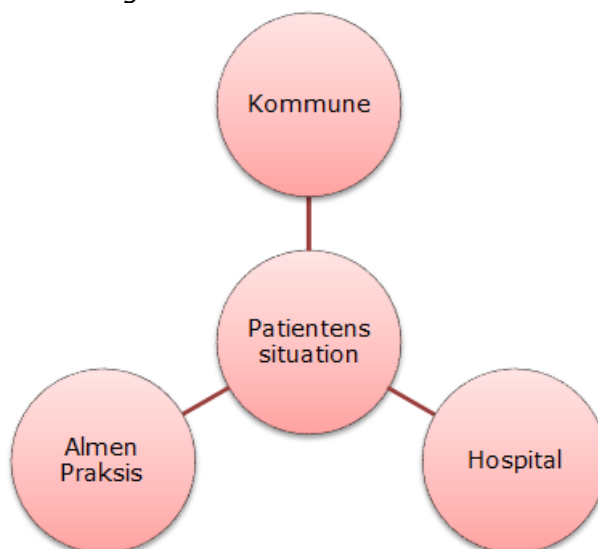 Kommune
Patientens
situation
Almen
Praksis
Hospital